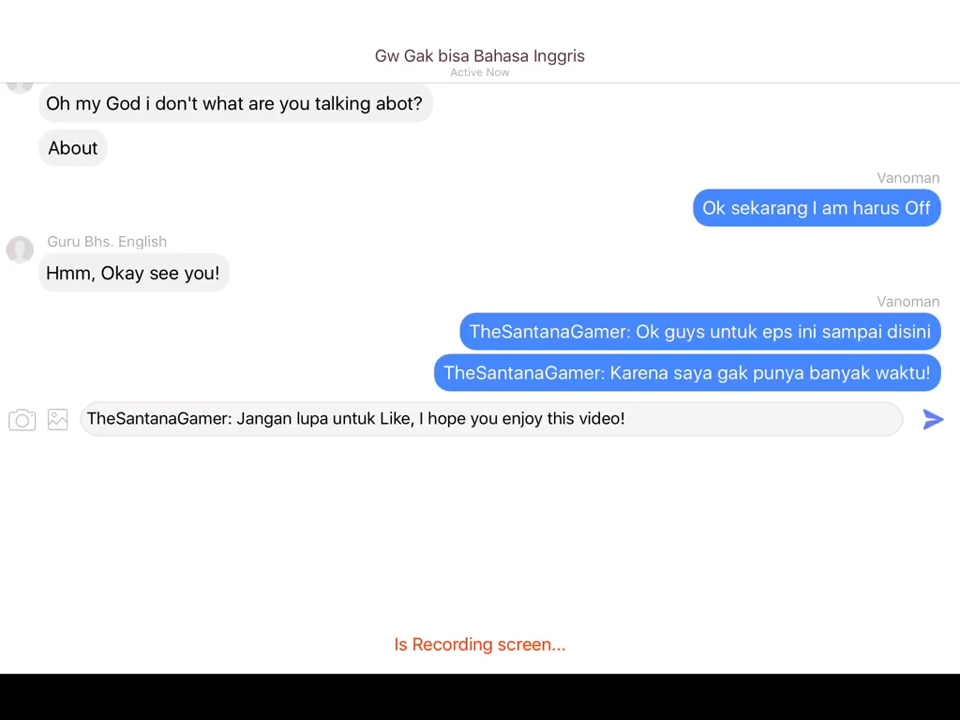 Gw Gak bisa Bahasa Inggris
Active Now
Oh my God i don't what are you talking abot?
About
Vanoman
Ok sekarang I am harus Off
Guru Bhs. English
Hmm, Okay see you!
Vanoman
TheSantanaGamer: Ok guys untuk eps ini sampai disini
TheSantanaGamer: Karena saya gak punya banyak waktu!
TheSantanaGamer: Jangan lupa untuk Like, I hope you enjoy this video!
Is Recording screen...